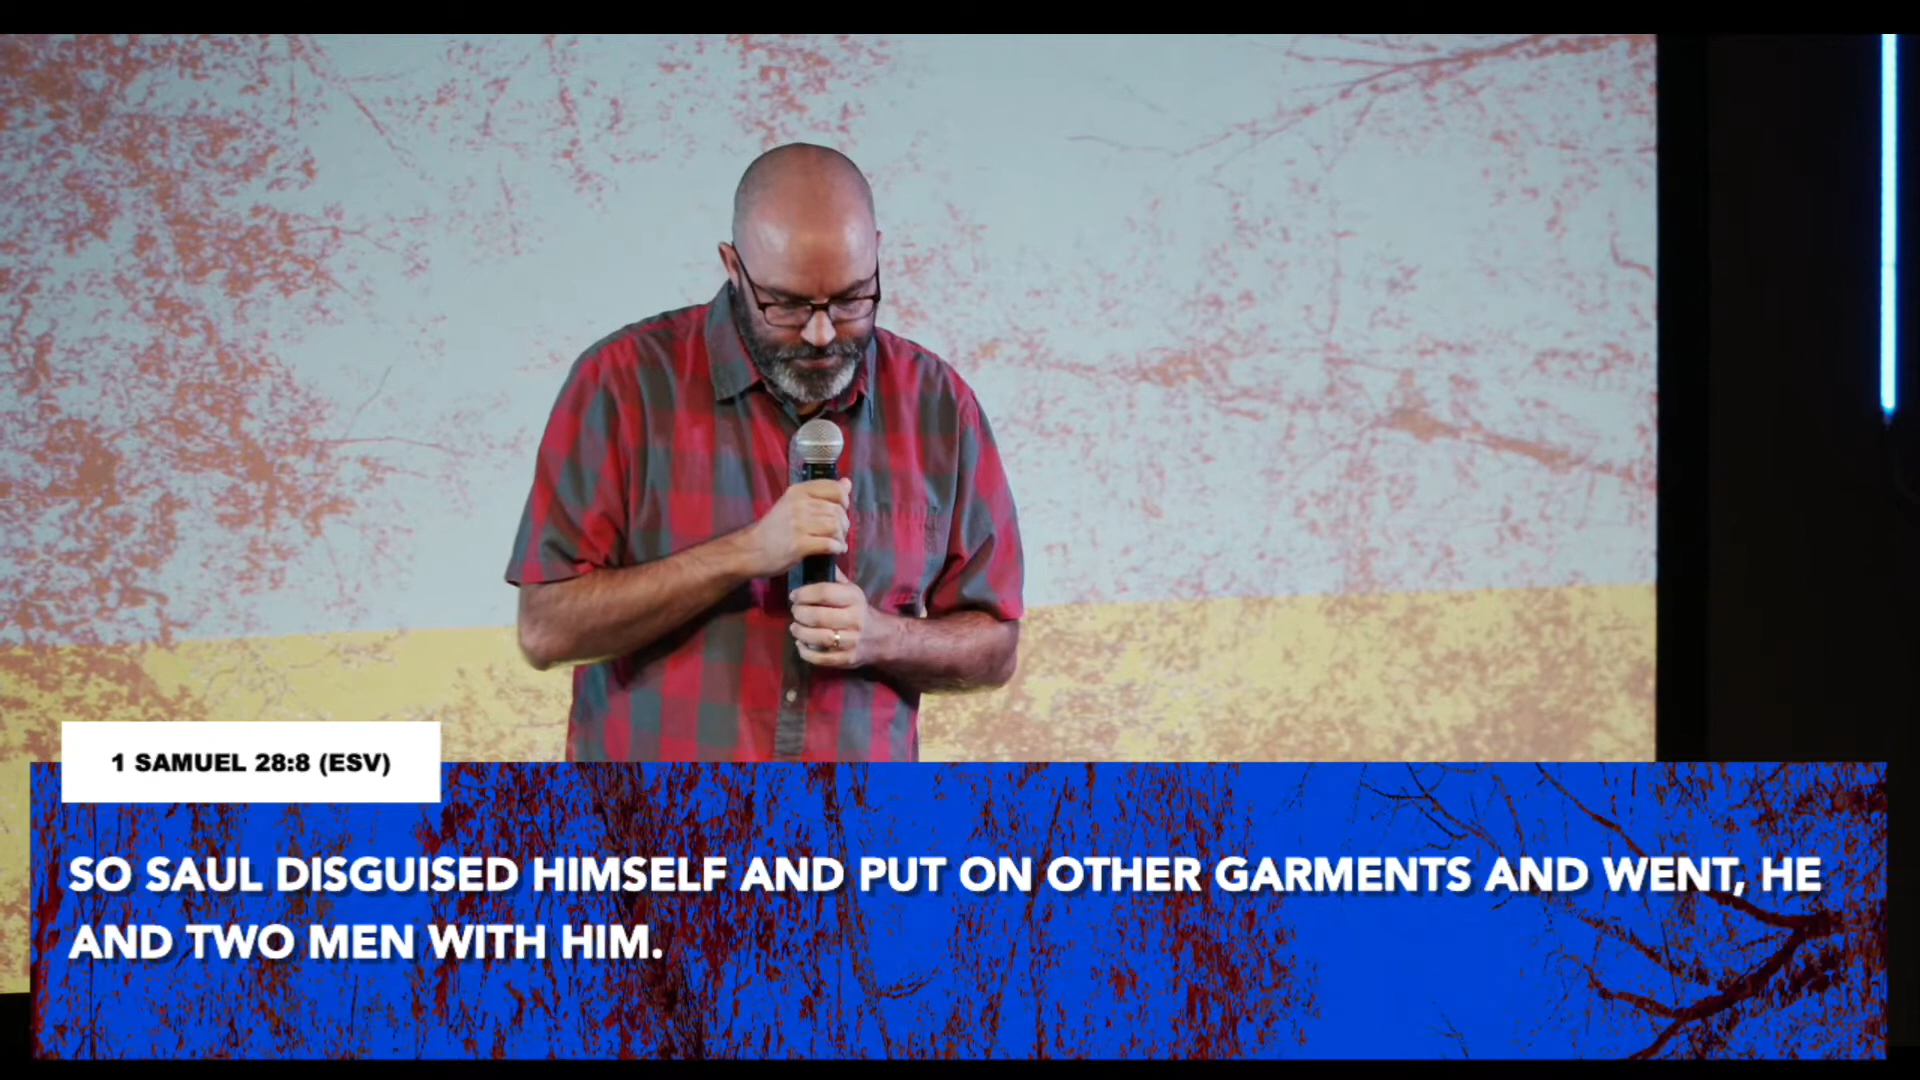 1 SAMUEL 28:8 (ESV)
SO SAUL DISGUISED HIMSELF AND PUT ON OTHER GARMENTS AND WENT, HE
AND TWO MEN WITH HIM.